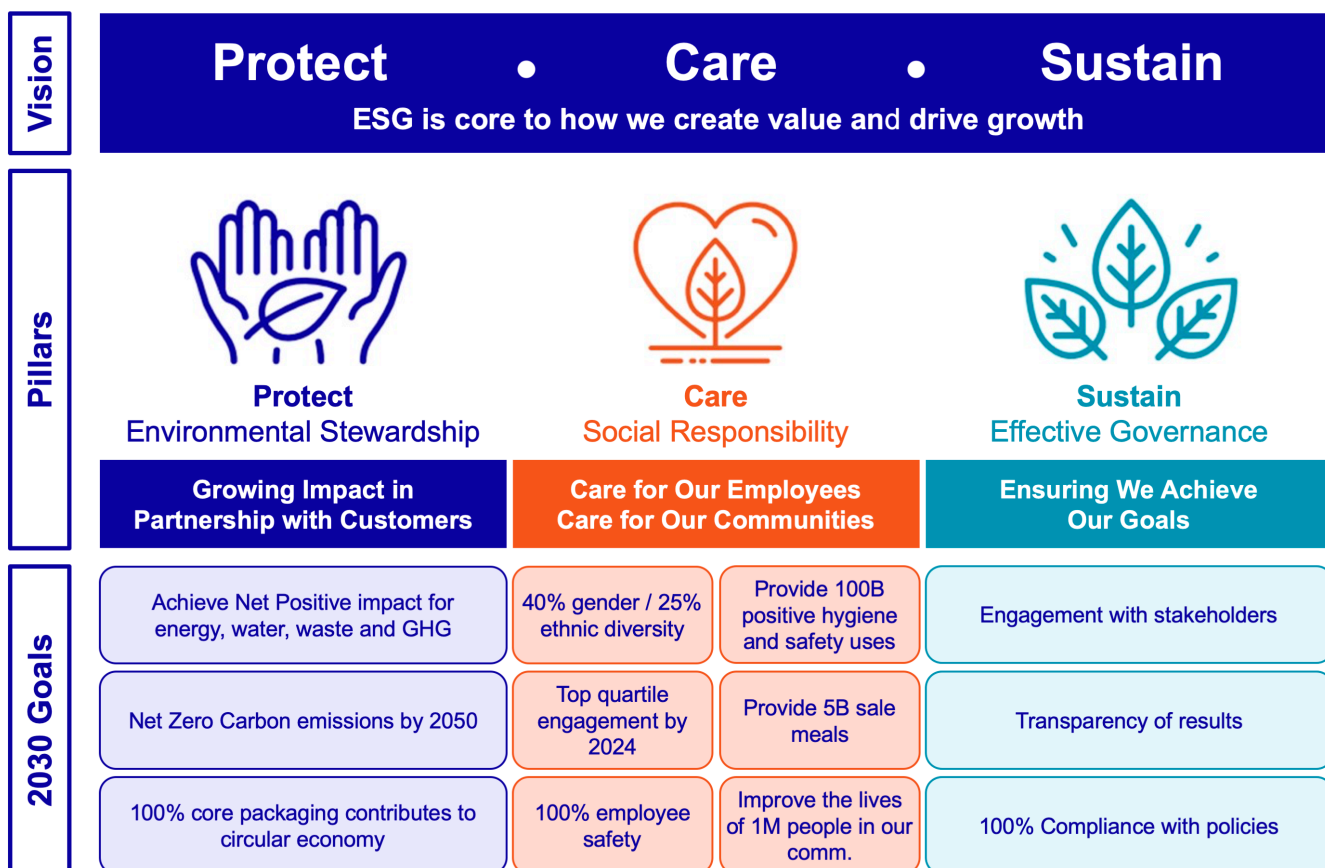 Vision
Protect • Care • Sustain
ESG is core to how we create value and drive growth
Pillars
Protect
Environmental Stewardship
Care
Social Responsibility
Sustain
Effective Governance
Growing Impact in
Partnership with Customers
Care for Our Employees
Care for Our Communities
Ensuring We Achieve
Our Goals
2030 Goals
Achieve Net Positive impact for
energy, water, waste and GHG
40% gender / 25%
ethnic diversity
Provide 100B
positive hygiene
and safety uses
Engagement with stakeholders
Net Zero Carbon emissions by 2050
Top quartile
engagement by
2024
Provide 5B sale
meals
Transparency of results
100% core packaging contributes to
circular economy
100% employee
safety
Improve the lives
of 1M people in our
comm.
100% Compliance with policies